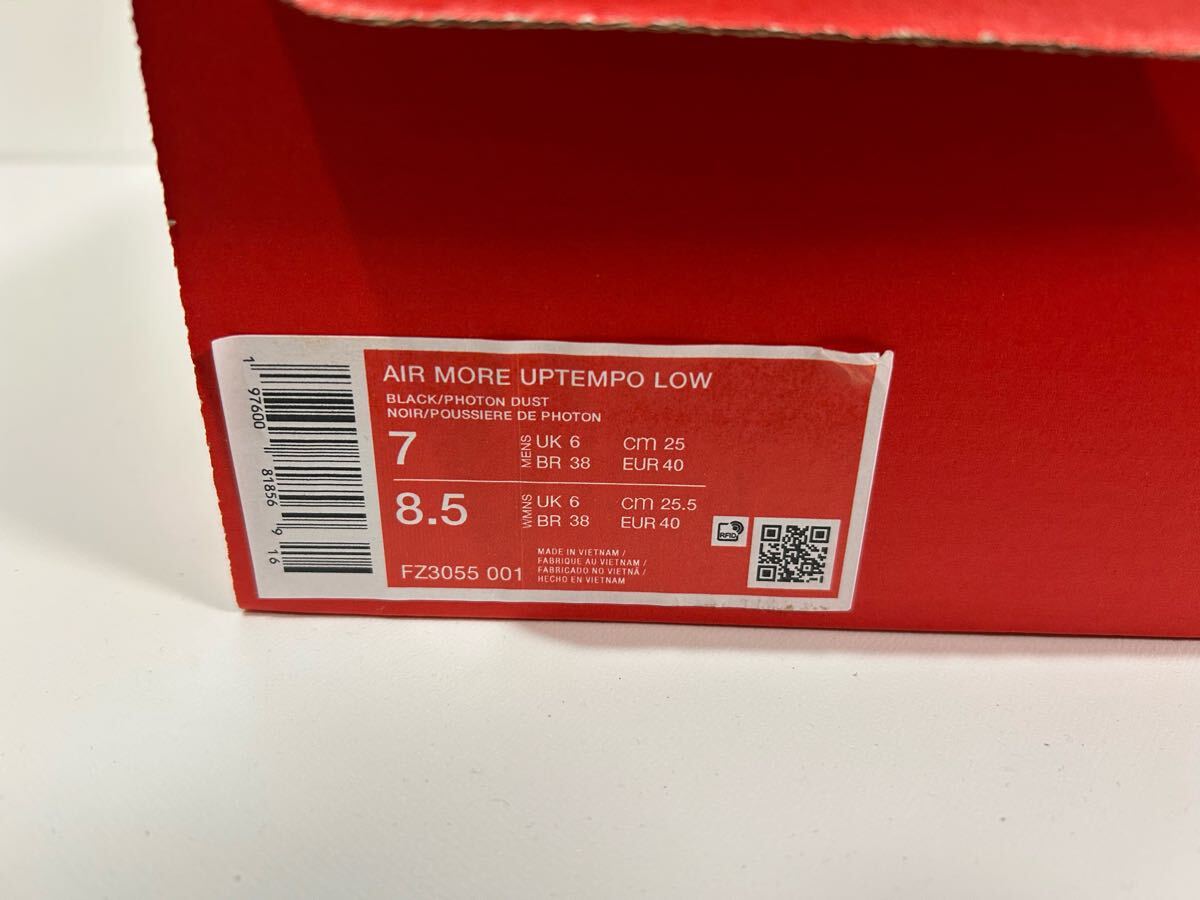 AIR MORE UPTEMPO LOW
BLACK/PHOTON DUST
NOIR/POUSSIERE DE PHOTON
7 MENS UK 6 cm 25
BR 38 EUR 40
8.5 WMNS UK 6 cm 25.5
BR 38 EUR 40
FZ3055 001
MADE IN VIETNAM /
FABRIQUE AU VIETNAM /
FABRICADO NO VIETNÃ /
HECHO EN VIETNAM
RFID
1 97600 81856 9 16